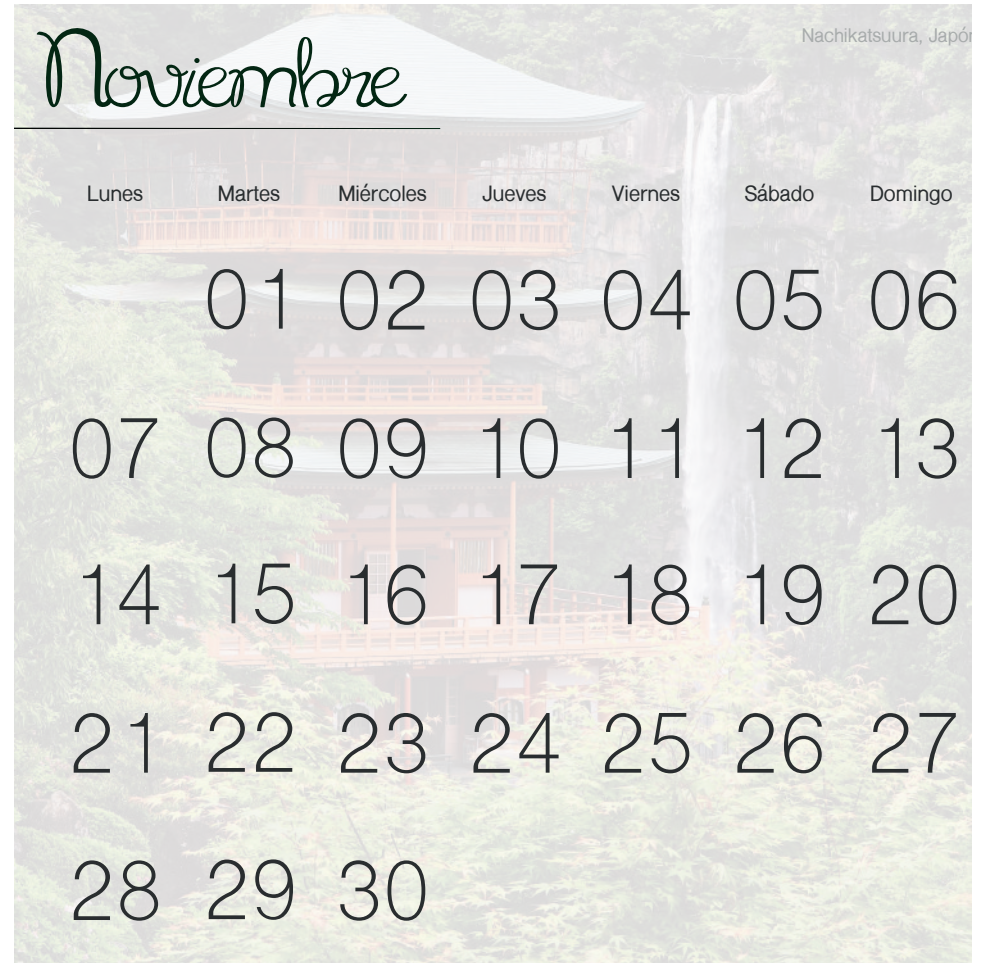 Noviembre
Nachikatsuura, Japón
Lunes Martes Miércoles Jueves Viernes Sábado Domingo
01 02 03 04 05 06
07 08 09 10 11 12 13
14 15 16 17 18 19 20
21 22 23 24 25 26 27
28 29 30